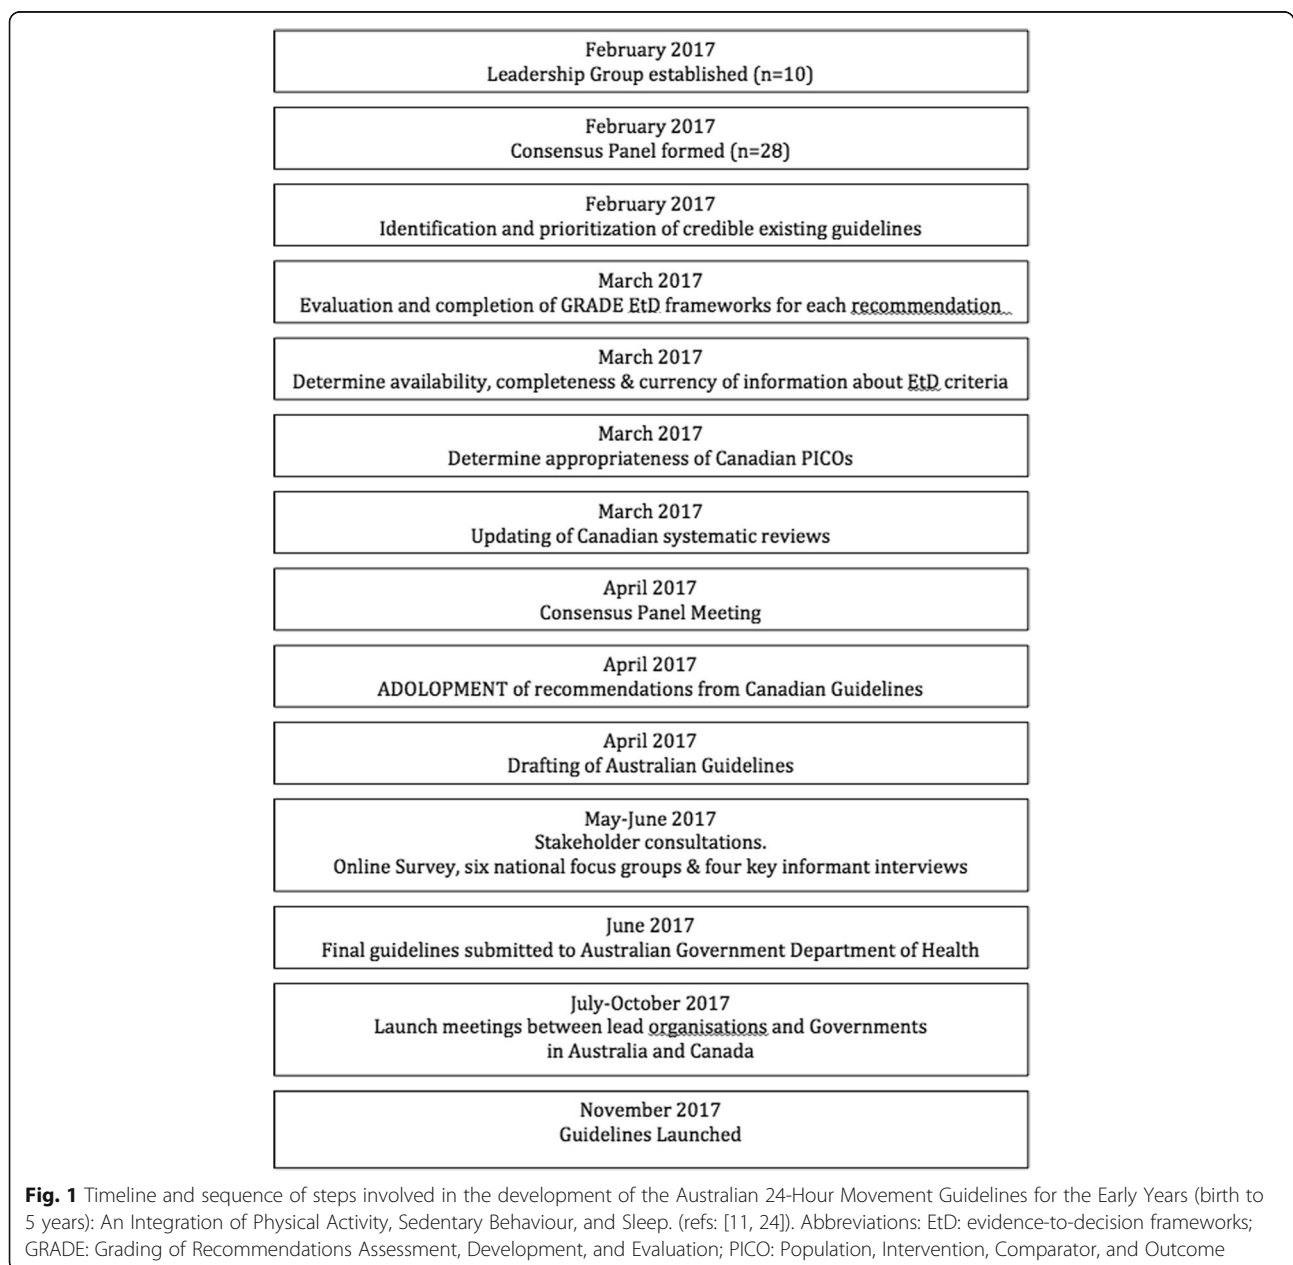 February 2017
Leadership Group established (n=10)
February 2017
Consensus Panel formed (n=28)
February 2017
Identification and prioritization of credible existing guidelines
March 2017
Evaluation and completion of GRADE EtD frameworks for each recommendation
March 2017
Determine availability, completeness & currency of information about EtD criteria
March 2017
Determine appropriateness of Canadian PICOs
March 2017
Updating of Canadian systematic reviews
April 2017
Consensus Panel Meeting
April 2017
ADOLOPMENT of recommendations from Canadian Guidelines
April 2017
Drafting of Australian Guidelines
May-June 2017
Stakeholder consultations.
Online Survey, six national focus groups & four key informant interviews
June 2017
Final guidelines submitted to Australian Government Department of Health
July-October 2017
Launch meetings between lead organisations and Governments
in Australia and Canada
November 2017
Guidelines Launched
Fig. 1 Timeline and sequence of steps involved in the development of the Australian 24-Hour Movement Guidelines for the Early Years (birth to
5 years): An Integration of Physical Activity, Sedentary Behaviour, and Sleep. (refs: [11, 24]). Abbreviations: EtD: evidence-to-decision frameworks;
GRADE: Grading of Recommendations Assessment, Development, and Evaluation; PICO: Population, Intervention, Comparator, and Outcome